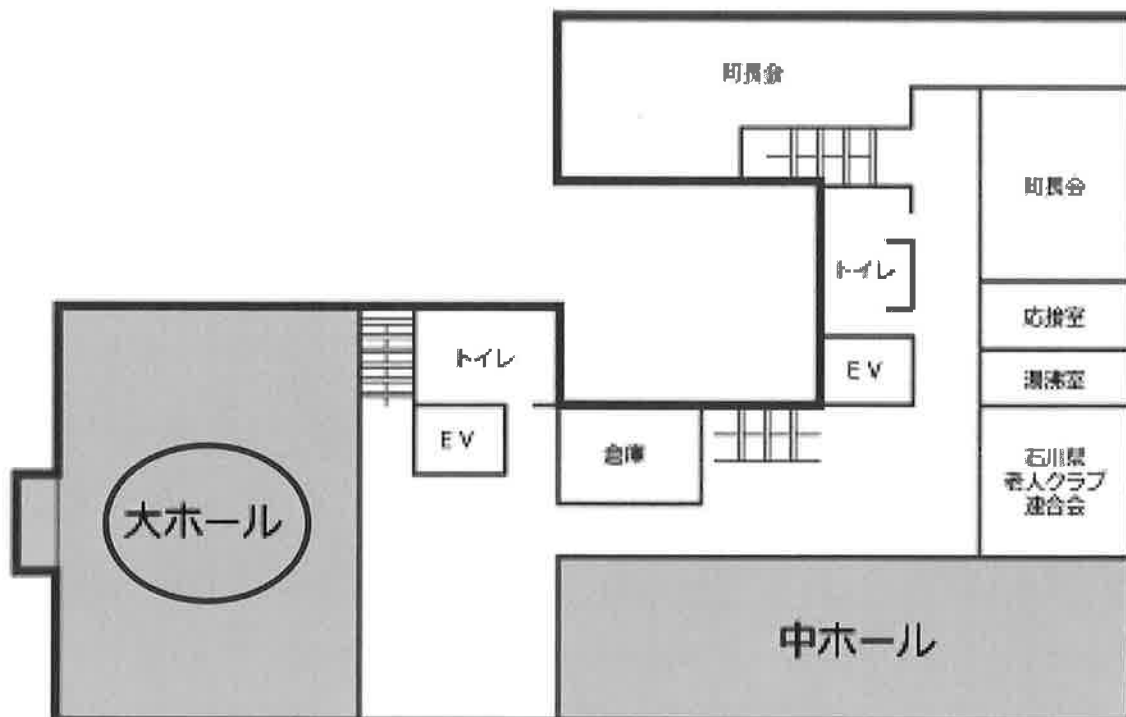 町長会
町長会
トイレ
応接室
湯沸室
EV
トイレ
EV
倉庫
石川県
老人クラブ
連合会
大ホール
中ホール